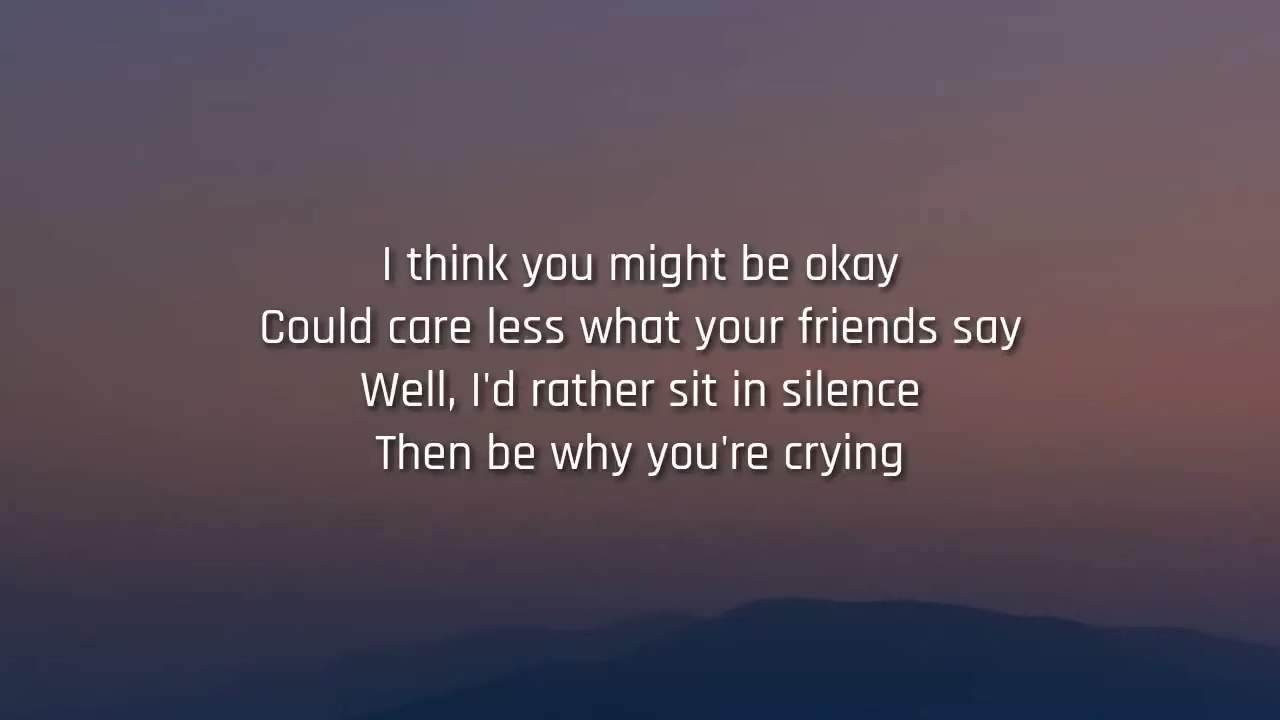 I think you might be okay
Could care less what your friends say
Well, I'd rather sit in silence
Then be why you're crying